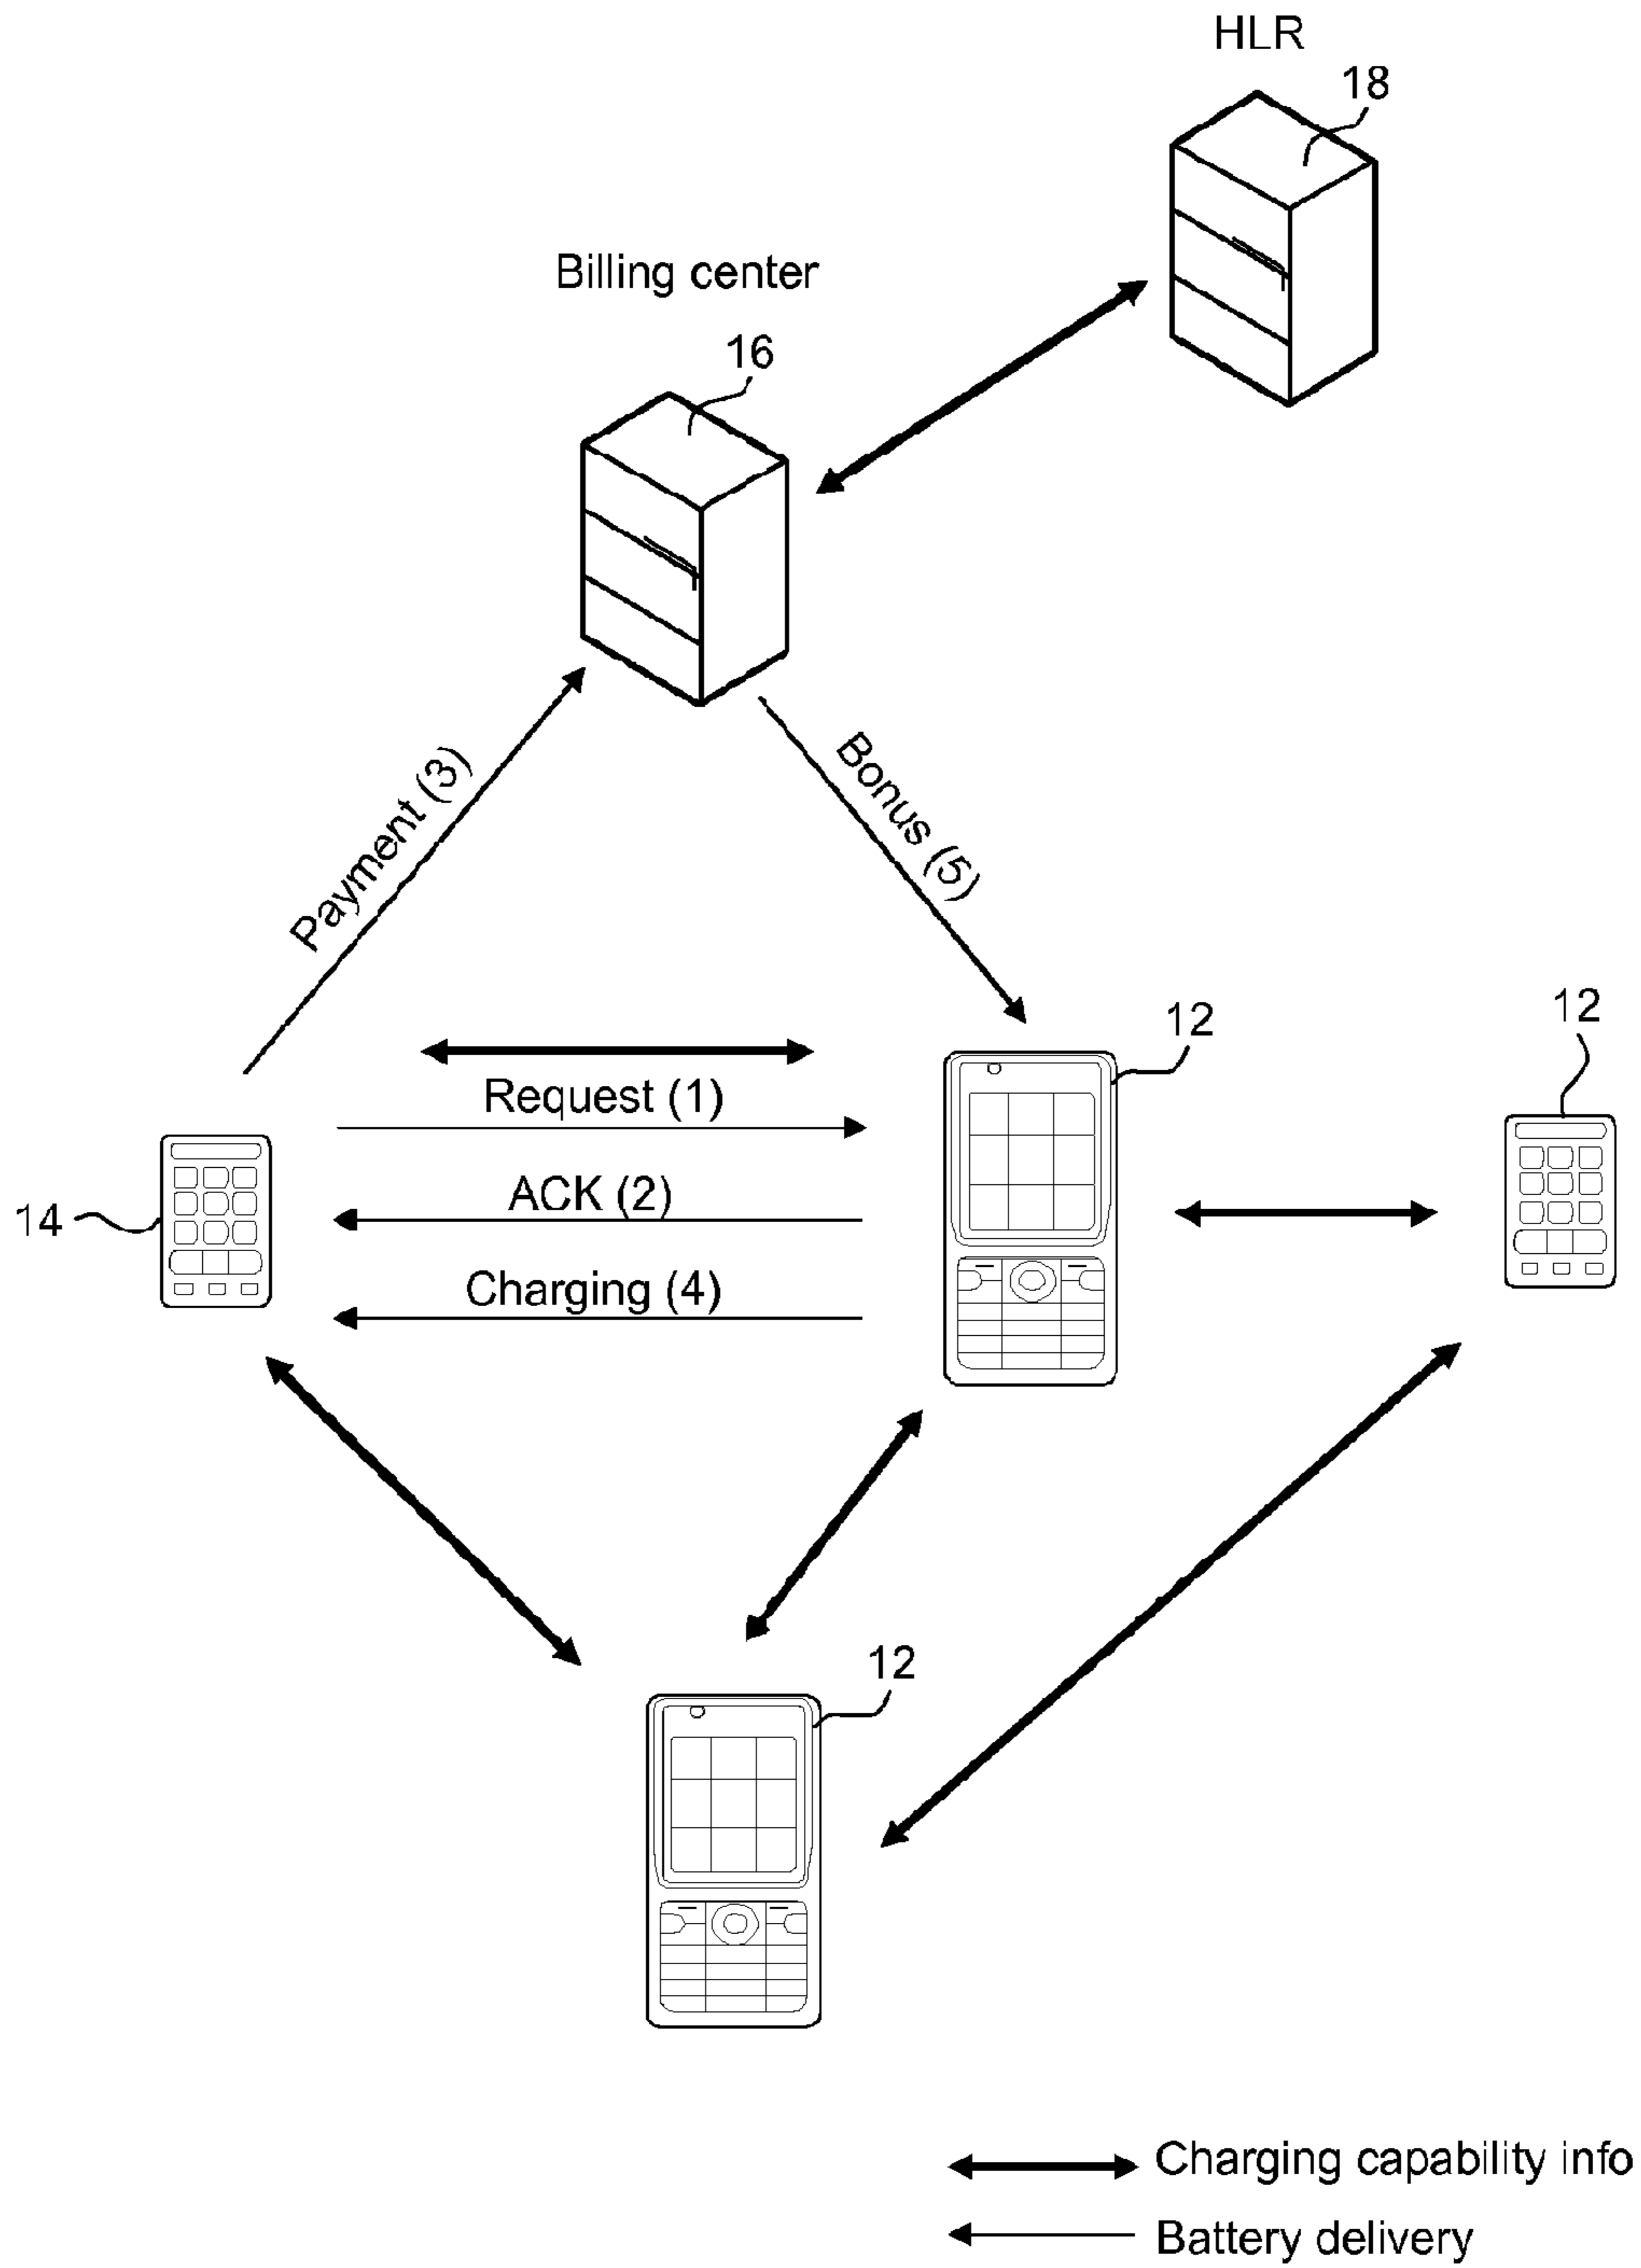 HLR
18
Billing center
16
Payment (3)
Bonus (5)
12
12
Request (1)
ACK (2)
14
Charging (4)
12
Charging capability info
Battery delivery